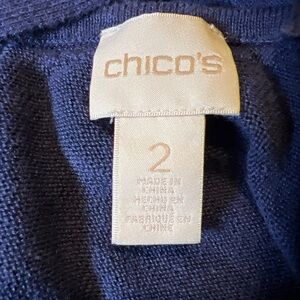 chico's
2
MADE IN
CHINA
HECHO EN
CHINA
FABRIQUÉ EN
CHINE